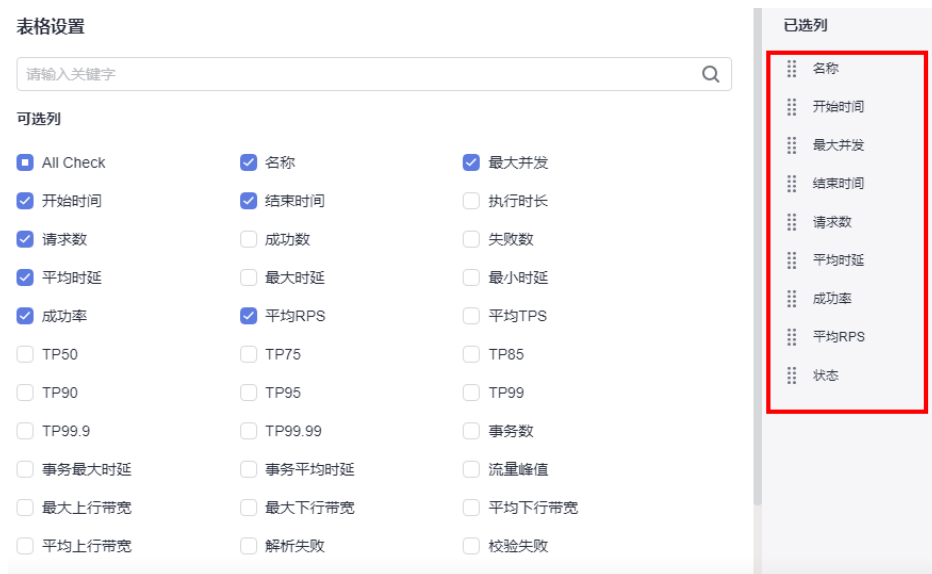 表格设置
请输入关键字
可选列
All Check 名称 最大并发
开始时间 结束时间 执行时长
请求数 成功数 失败数
平均时延 最大时延 最小时延
成功率 平均RPS 平均TPS
TP50 TP75 TP85
TP90 TP95 TP99
TP99.9 TP99.99 事务数
事务最大时延 事务平均时延 流量峰值
最大上行带宽 最大下行带宽 平均下行带宽
平均上行带宽 解析失败 校验失败
已选列
名称
开始时间
最大并发
结束时间
请求数
平均时延
成功率
平均RPS
状态